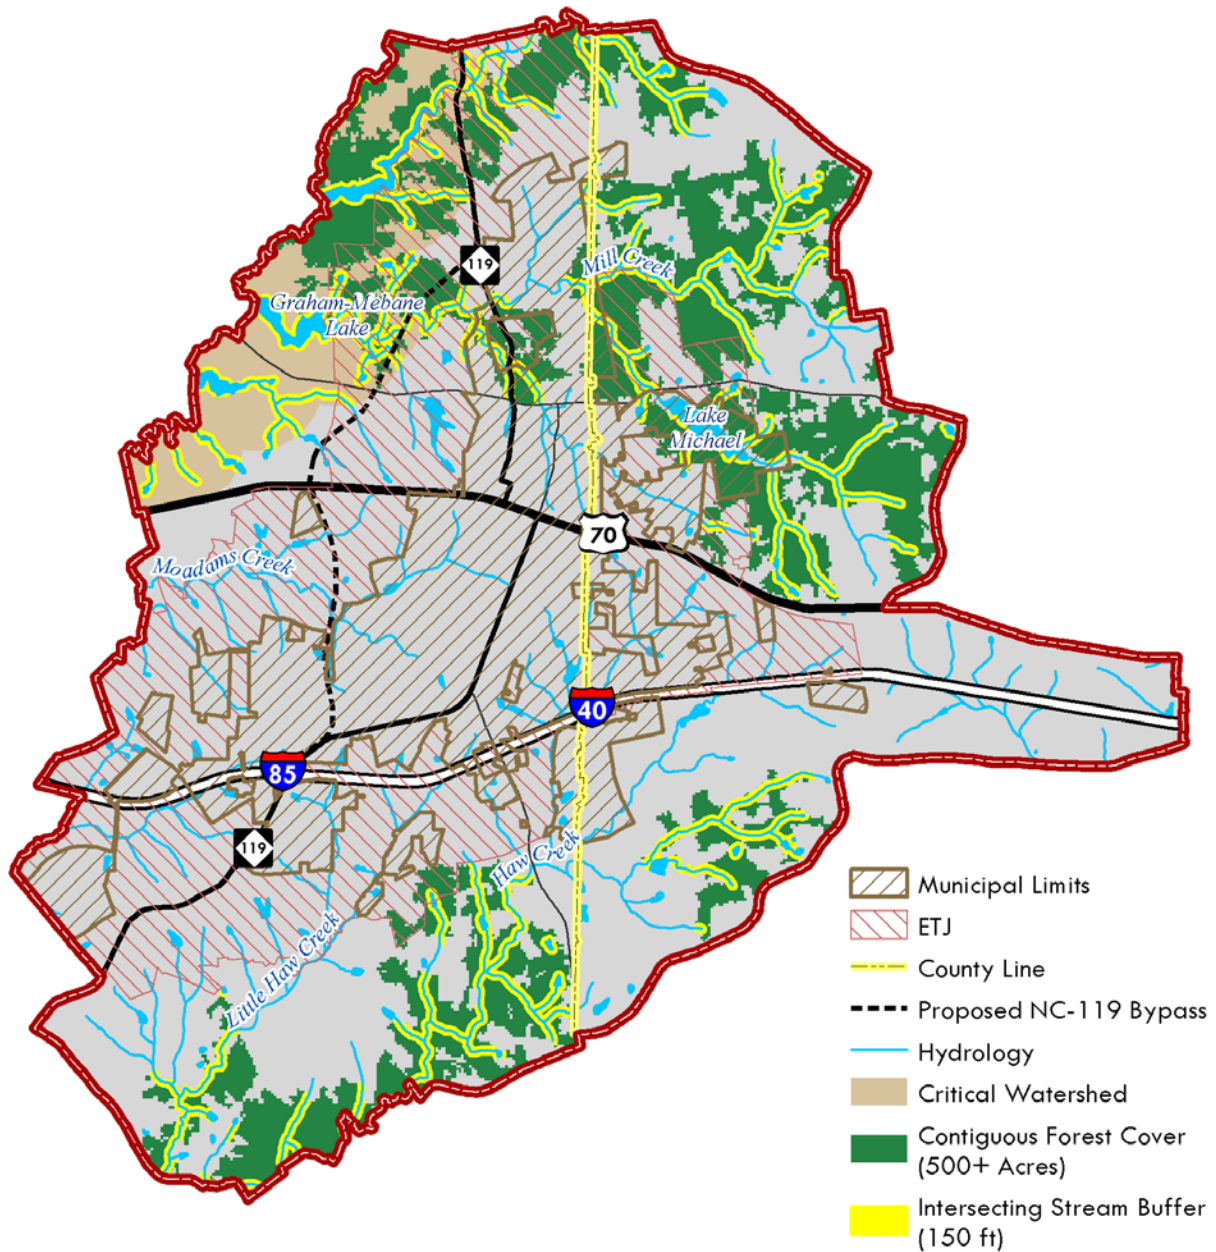 119
Mill Creek
Graham-Mebane
Lake
Lake
Michael
70
Moadams Creek
40
85
119
Haw Creek
Little Haw Creek
Municipal Limits
ETJ
County Line
Proposed NC-119 Bypass
Hydrology
Critical Watershed
Contiguous Forest Cover
(500+ Acres)
Intersecting Stream Buffer
(150 ft)